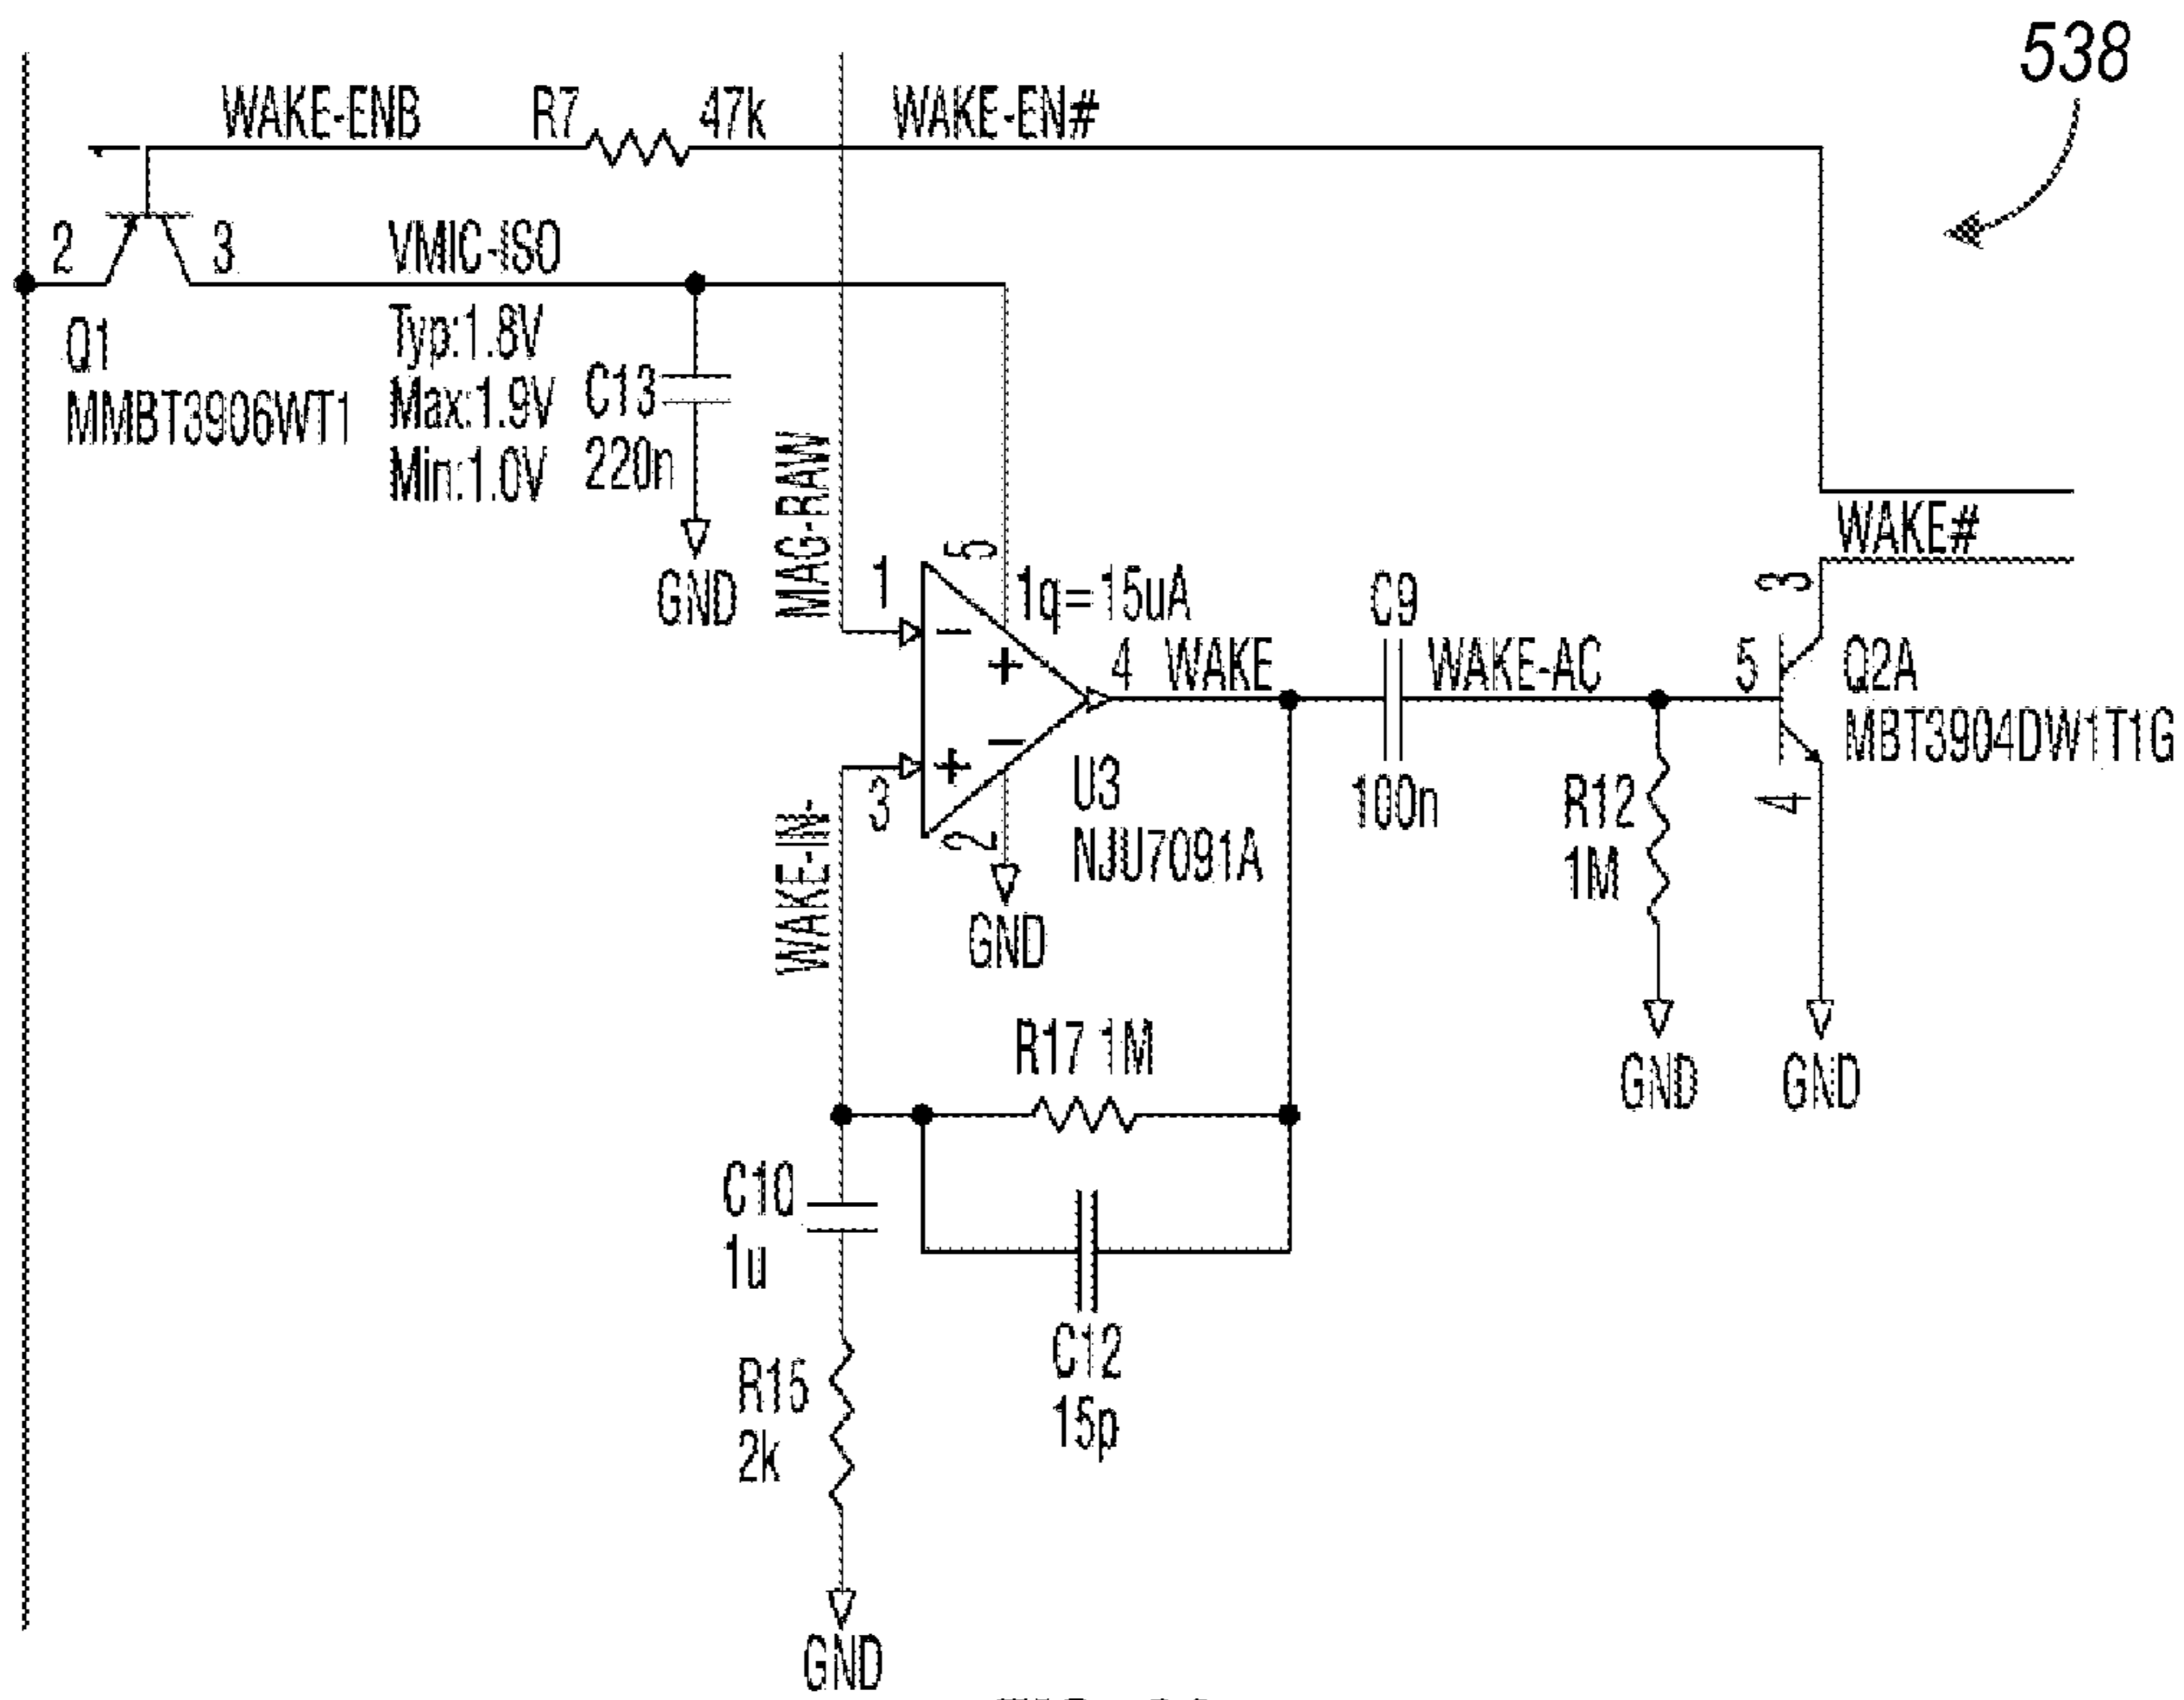 538
WAKE-ENB R7 47k WAKE-EN#
2 3 VMIC-ISO
Q1 Typ:1.8V
MMBT3906WT1 Max:1.9V C13
Min:1.0V 220n
GND
MAG-RAW
WAKE#
1 5 1q=15uA C9 3
4 WAKE WAKE-AC 5 Q2A
MBT3904DW1T1G
3 2 U3 100n R12 4
NJU7091A 1M
WAKE-IN-
GND
R17 1M
GND GND
C10
1u
C12
15p
R15
2k
GND